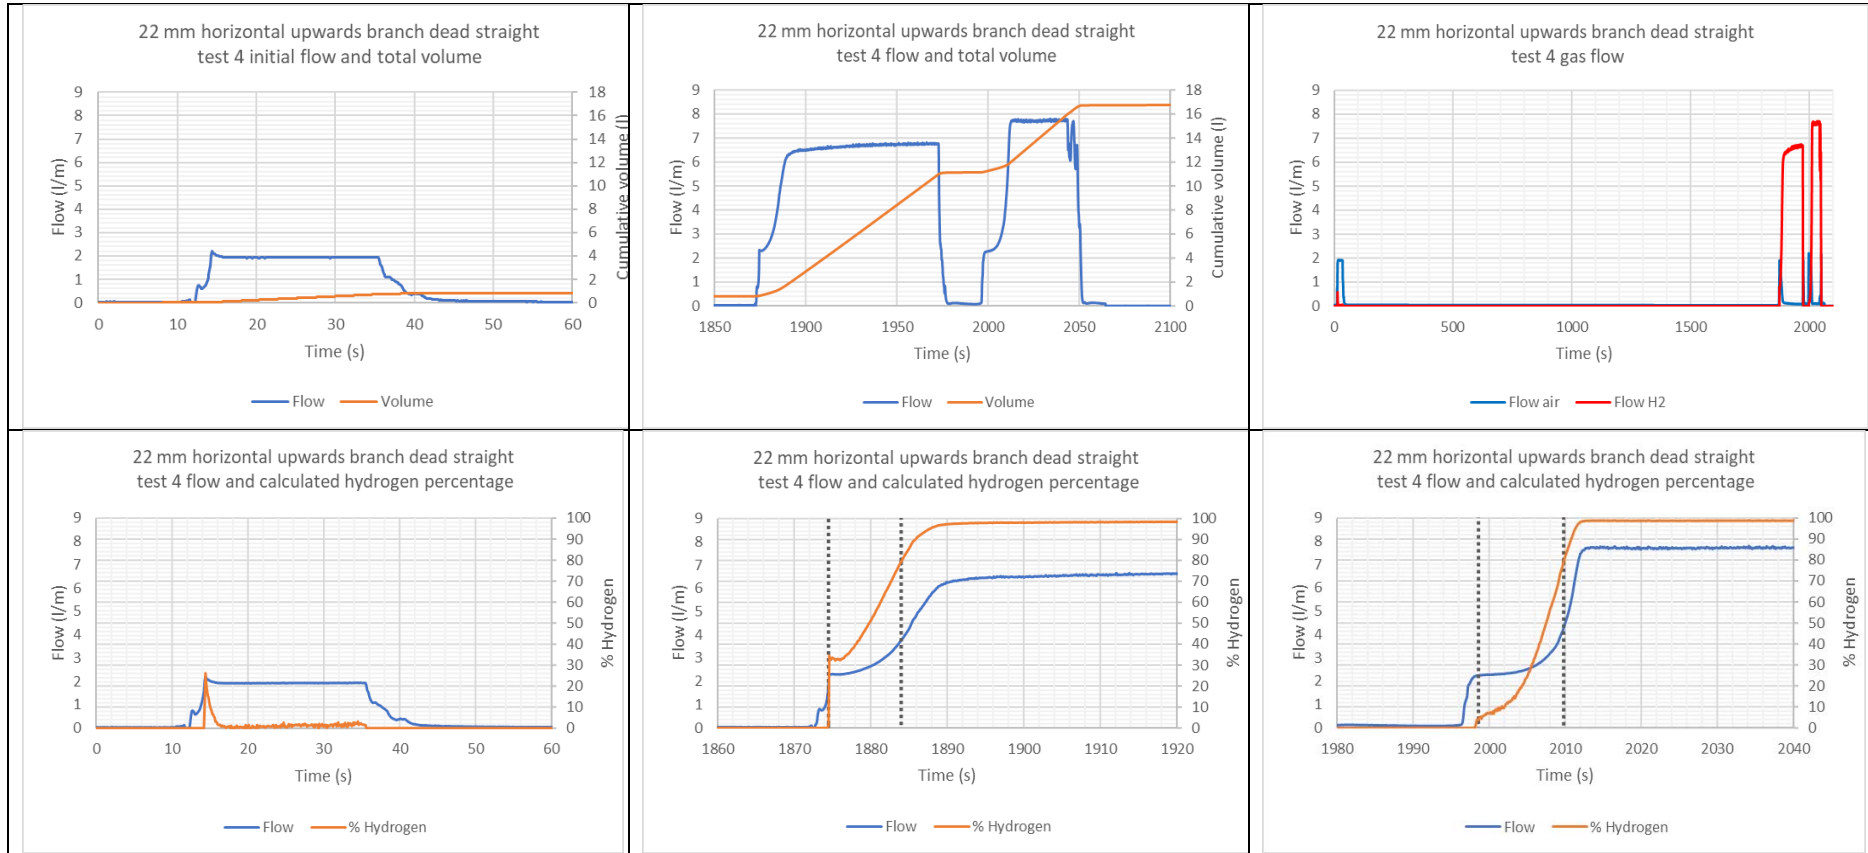 22 mm horizontal upwards branch dead straight
test 4 initial flow and total volume
9
8
7
6
5
4
3
2
1
0
18
16
14
12
10
8
6
4
2
0
Flow (l/m)
Cumulative volume (l)
0 10 20 30 40 50 60
Time (s)
Flow Volume
22 mm horizontal upwards branch dead straight
test 4 flow and total volume
9
8
7
6
5
4
3
2
1
0
18
16
14
12
10
8
6
4
2
0
Flow (l/m)
Cumulative volume (l)
1850 1900 1950 2000 2050 2100
Time (s)
Flow Volume
22 mm horizontal upwards branch dead straight
test 4 gas flow
9
8
7
6
5
4
3
2
1
0
Flow (l/m)
0 500 1000 1500 2000
Time (s)
Flow air Flow H2
22 mm horizontal upwards branch dead straight
test 4 flow and calculated hydrogen percentage
9
8
7
6
5
4
3
2
1
0
100
90
80
70
60
50
40
30
20
10
0
Flow (l/m)
% Hydrogen
0 10 20 30 40 50 60
Time (s)
Flow % Hydrogen
22 mm horizontal upwards branch dead straight
test 4 flow and calculated hydrogen percentage
9
8
7
6
5
4
3
2
1
0
100
90
80
70
60
50
40
30
20
10
0
Flow (l/m)
% Hydrogen
1860 1870 1880 1890 1900 1910 1920
Time (s)
Flow % Hydrogen
22 mm horizontal upwards branch dead straight
test 4 flow and calculated hydrogen percentage
9
8
7
6
5
4
3
2
1
0
100
90
80
70
60
50
40
30
20
10
0
Flow (l/m)
% Hydrogen
1980 1990 2000 2010 2020 2030 2040
Time (s)
Flow % Hydrogen